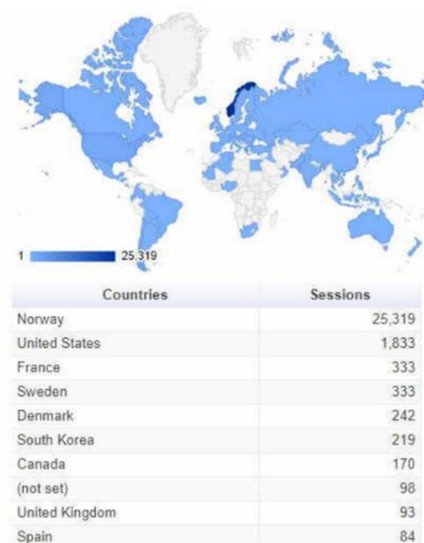 1 25,319
Countries Sessions
Norway 25,319
United States 1,833
France 333
Sweden 333
Denmark 242
South Korea 219
Canada 170
(not set) 98
United Kingdom 93
Spain 84